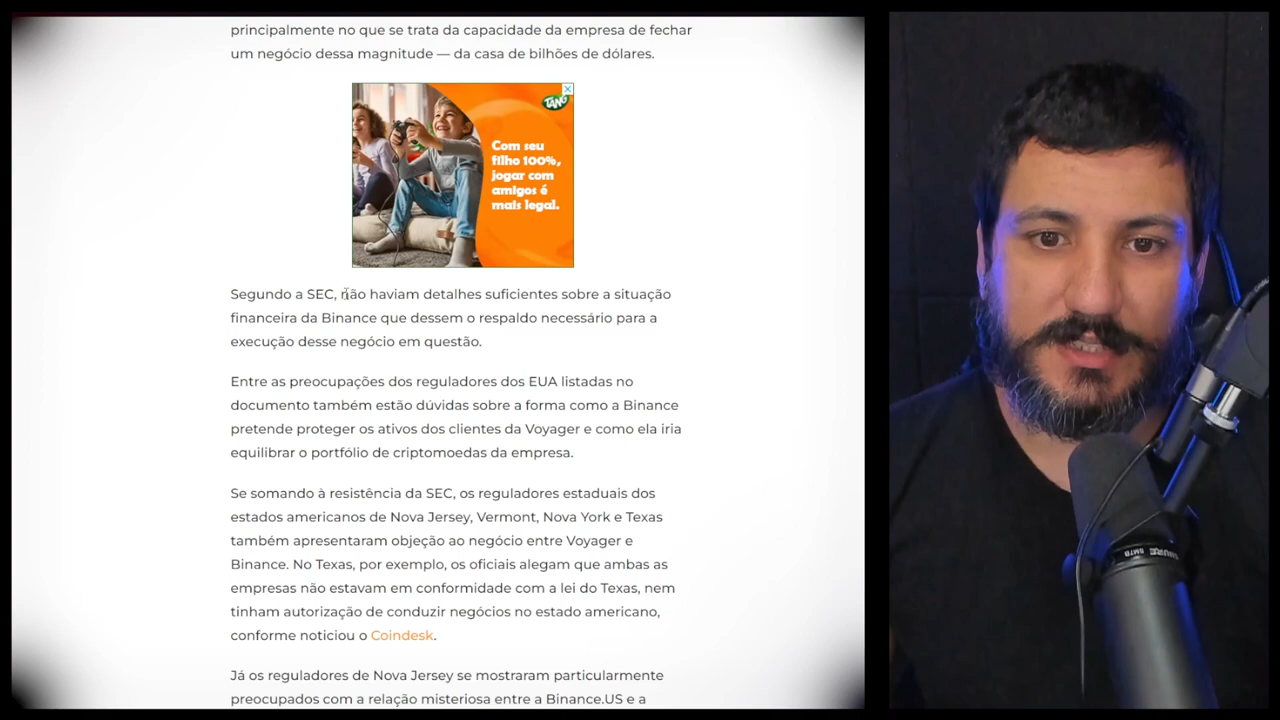 principalmente no que se trata da capacidade da empresa de fechar
um negócio dessa magnitude — da casa de bilhões de dólares.
TANG
Com seu
filho 100%,
jogar com
amigos é
mais legal.
Segundo a SEC, não haviam detalhes suficientes sobre a situação
financeira da Binance que dessem o respaldo necessário para a
execução desse negócio em questão.
Entre as preocupações dos reguladores dos EUA listadas no
documento também estão dúvidas sobre a forma como a Binance
pretende proteger os ativos dos clientes da Voyager e como ela iria
equilibrar o portfólio de criptomoedas da empresa.
Se somando à resistência da SEC, os reguladores estaduais dos
estados americanos de Nova Jersey, Vermont, Nova York e Texas
também apresentaram objeção ao negócio entre Voyager e
Binance. No Texas, por exemplo, os oficiais alegam que ambas as
empresas não estavam em conformidade com a lei do Texas, nem
tinham autorização de conduzir negócios no estado americano,
conforme noticiou o Coindesk.
Já os reguladores de Nova Jersey se mostraram particularmente
preocupados com a relação misteriosa entre a Binance.US e a
SHURE
SM7B